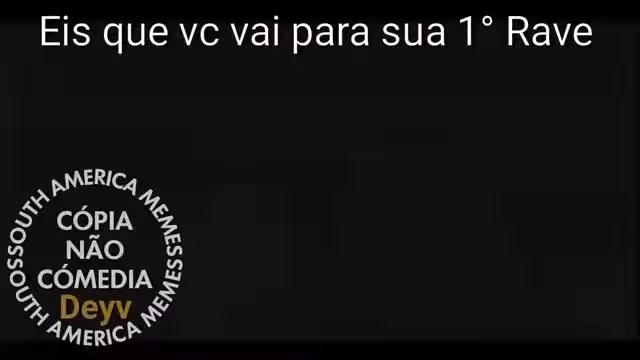 Eis que vc vai para sua 1° Rave
SOUTH AMERICA MEMES
CÓPIA
NÃO
CÓMEDIA
Deyv
SOUTH AMERICA MEMES